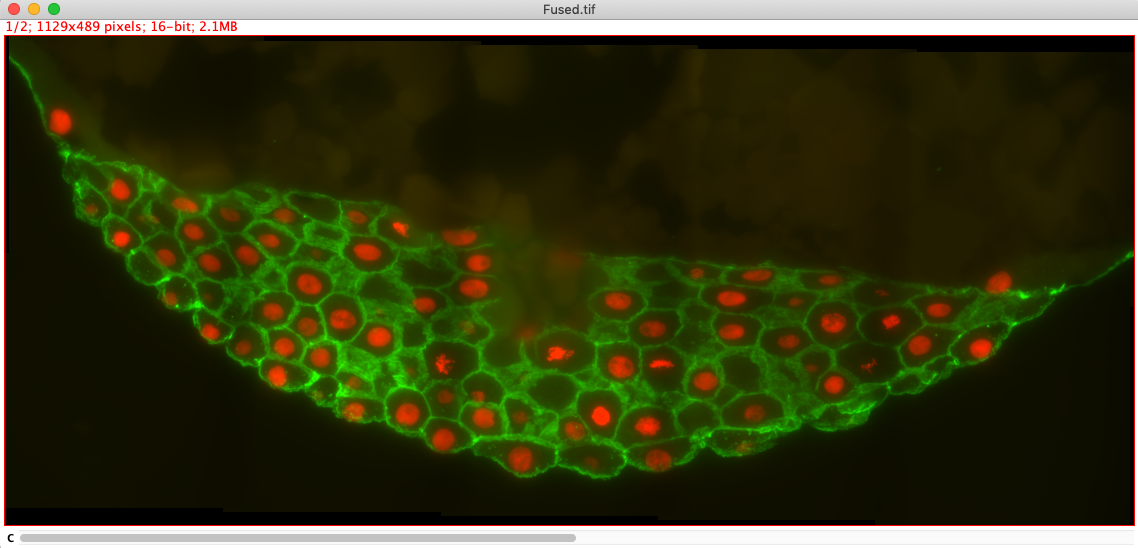 Fused.tif
1/2; 1129x489 pixels; 16-bit; 2.1MB
C